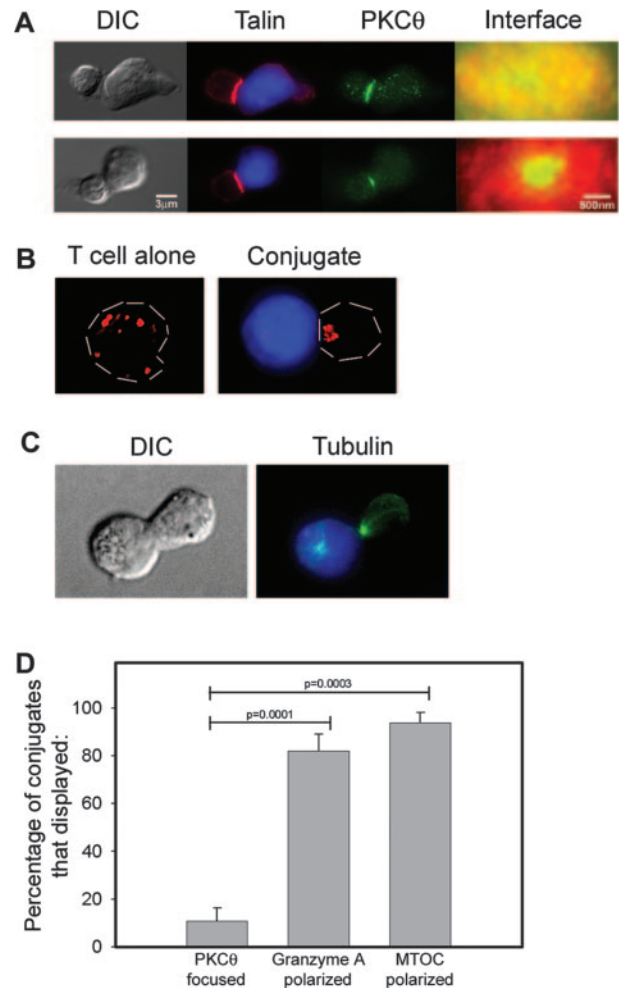 A
DIC Talin PKCθ Interface
3μm
500nm
B
T cell alone Conjugate
C
DIC Tubulin
D
Percentage of conjugates
that displayed:
100
80
60
40
20
0
p=0.0003
p=0.0001
PKCθ
focused
Granzyme A
polarized
MTOC
polarized